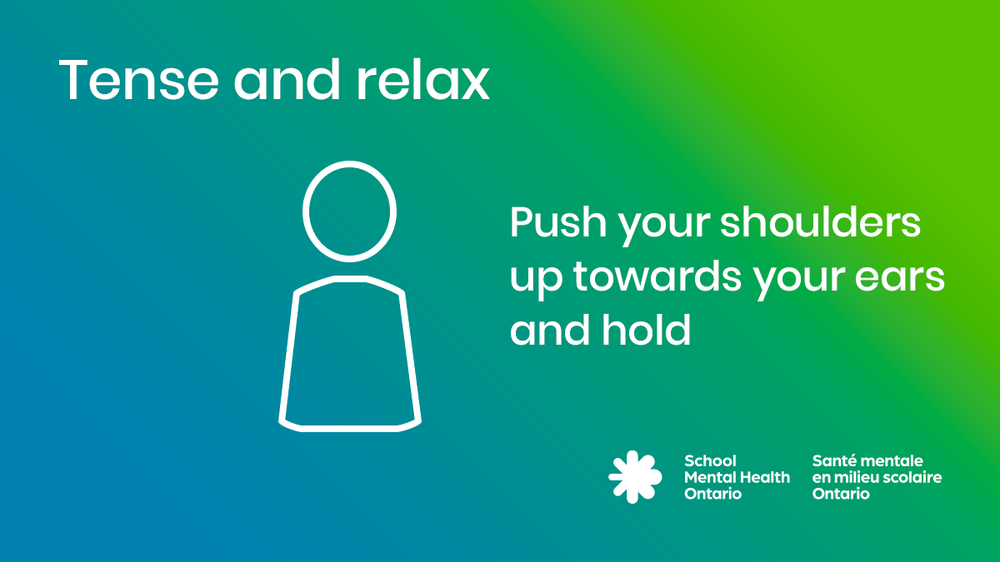 Tense and relax
Push your shoulders
up towards your ears
and hold
School
Mental Health
Ontario
Santé mentale
en milieu scolaire
Ontario